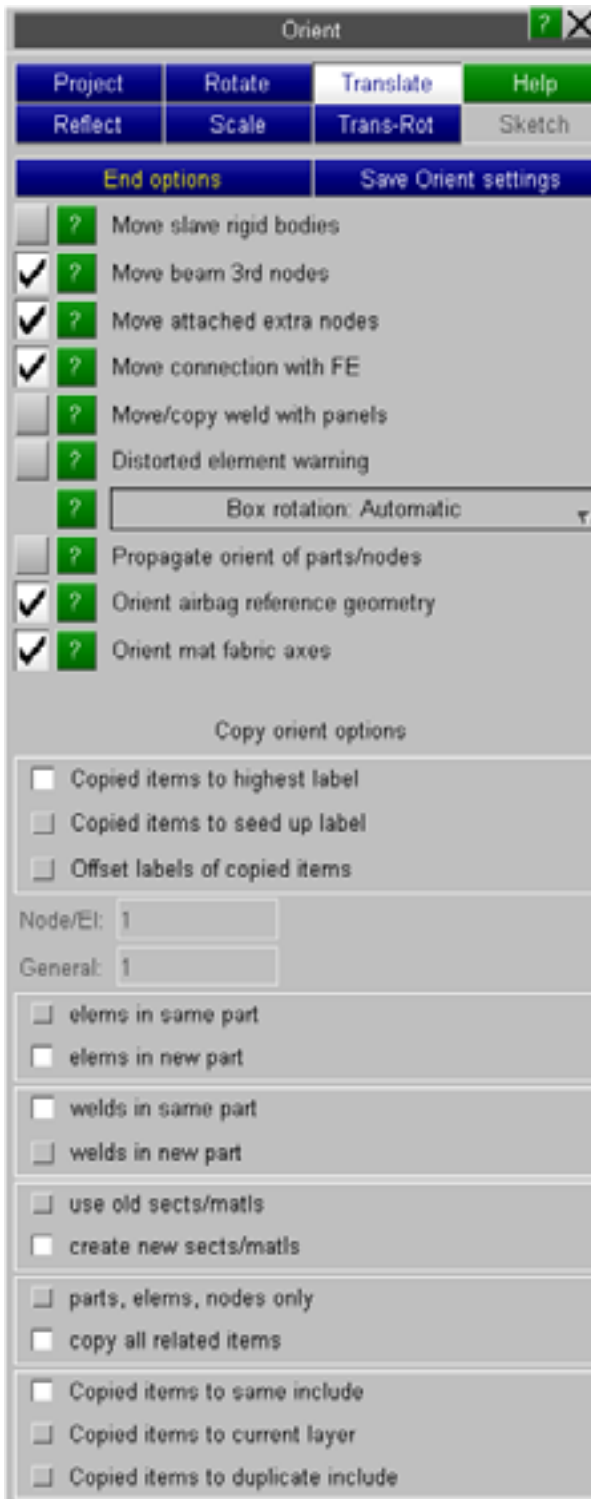 Orient ?
Project Rotate Translate Help
Reflect Scale Trans-Rot Sketch
End options Save Orient settings
? Move slave rigid bodies
? Move beam 3rd nodes
? Move attached extra nodes
? Move connection with FE
? Move/copy weld with panels
? Distorted element warning
? Box rotation: Automatic
? Propagate orient of parts/nodes
? Orient airbag reference geometry
? Orient mat fabric axes
Copy orient options
Copied items to highest label
Copied items to seed up label
Offset labels of copied items
Node/El: 1
General: 1
elems in same part
elems in new part
welds in same part
welds in new part
use old sects/matls
create new sects/matls
parts, elems, nodes only
copy all related items
Copied items to same include
Copied items to current layer
Copied items to duplicate include